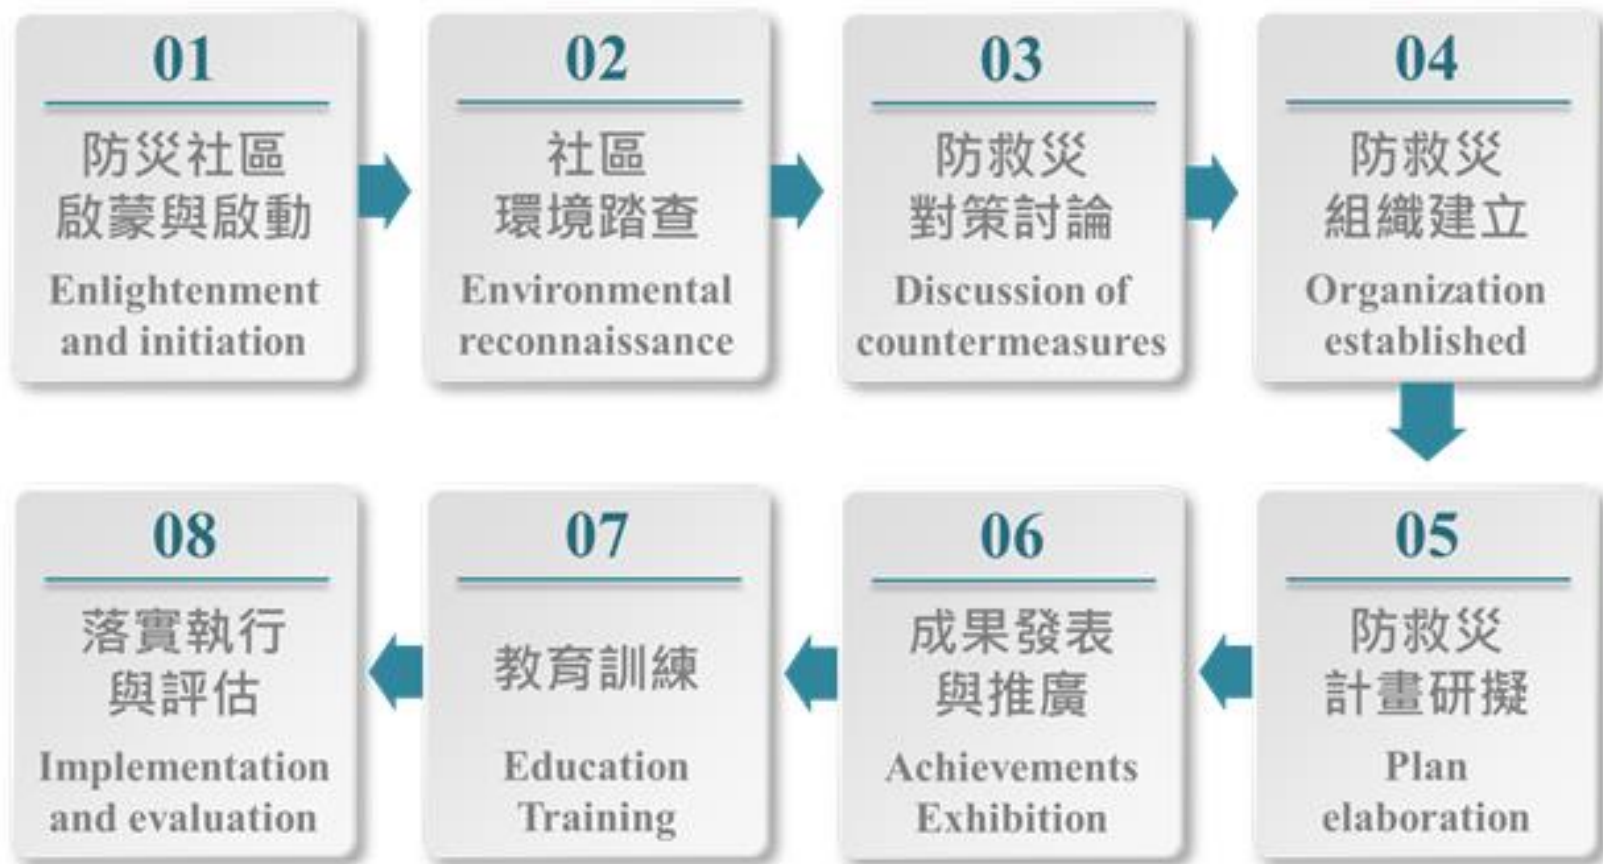 01
防災社區
啟蒙與啟動
Enlightenment
and initiation
02
社區
環境踏查
Environmental
reconnaissance
03
防救災
對策討論
Discussion of
countermeasures
04
防救災
組織建立
Organization
established
05
防救災
計畫研擬
Plan
elaboration
06
成果發表
與推廣
Achievements
Exhibition
07
教育訓練
Education
Training
08
落實執行
與評估
Implementation
and evaluation